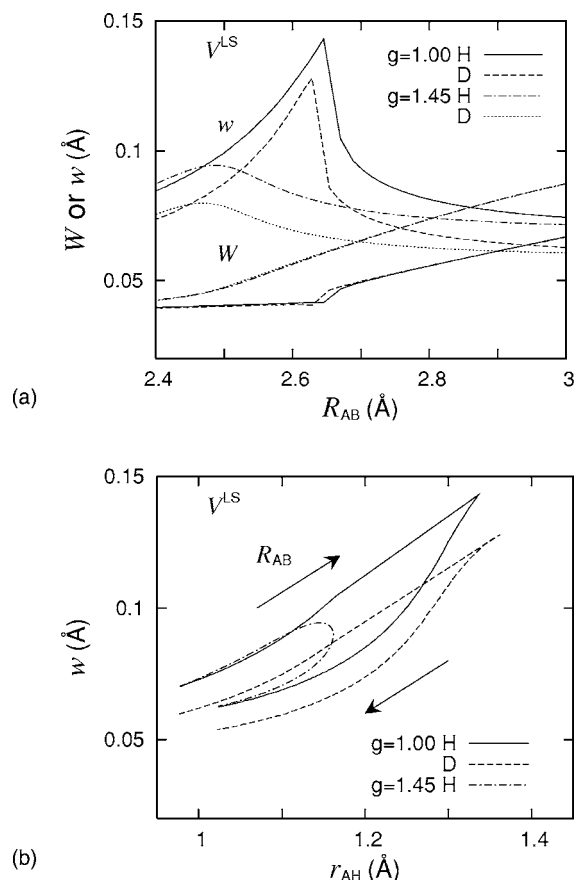 0.15
V^LS
g=1.00 H
D
g=1.45 H
D
w
W or w (Å)
0.1
W
0.05
2.4 2.6 2.8 3
(a)
R_AB (Å)
0.15
V^LS
R_AB
w (Å)
0.1
0.05
g=1.00 H
D
g=1.45 H
1 1.2 1.4
(b)
r_AH (Å)